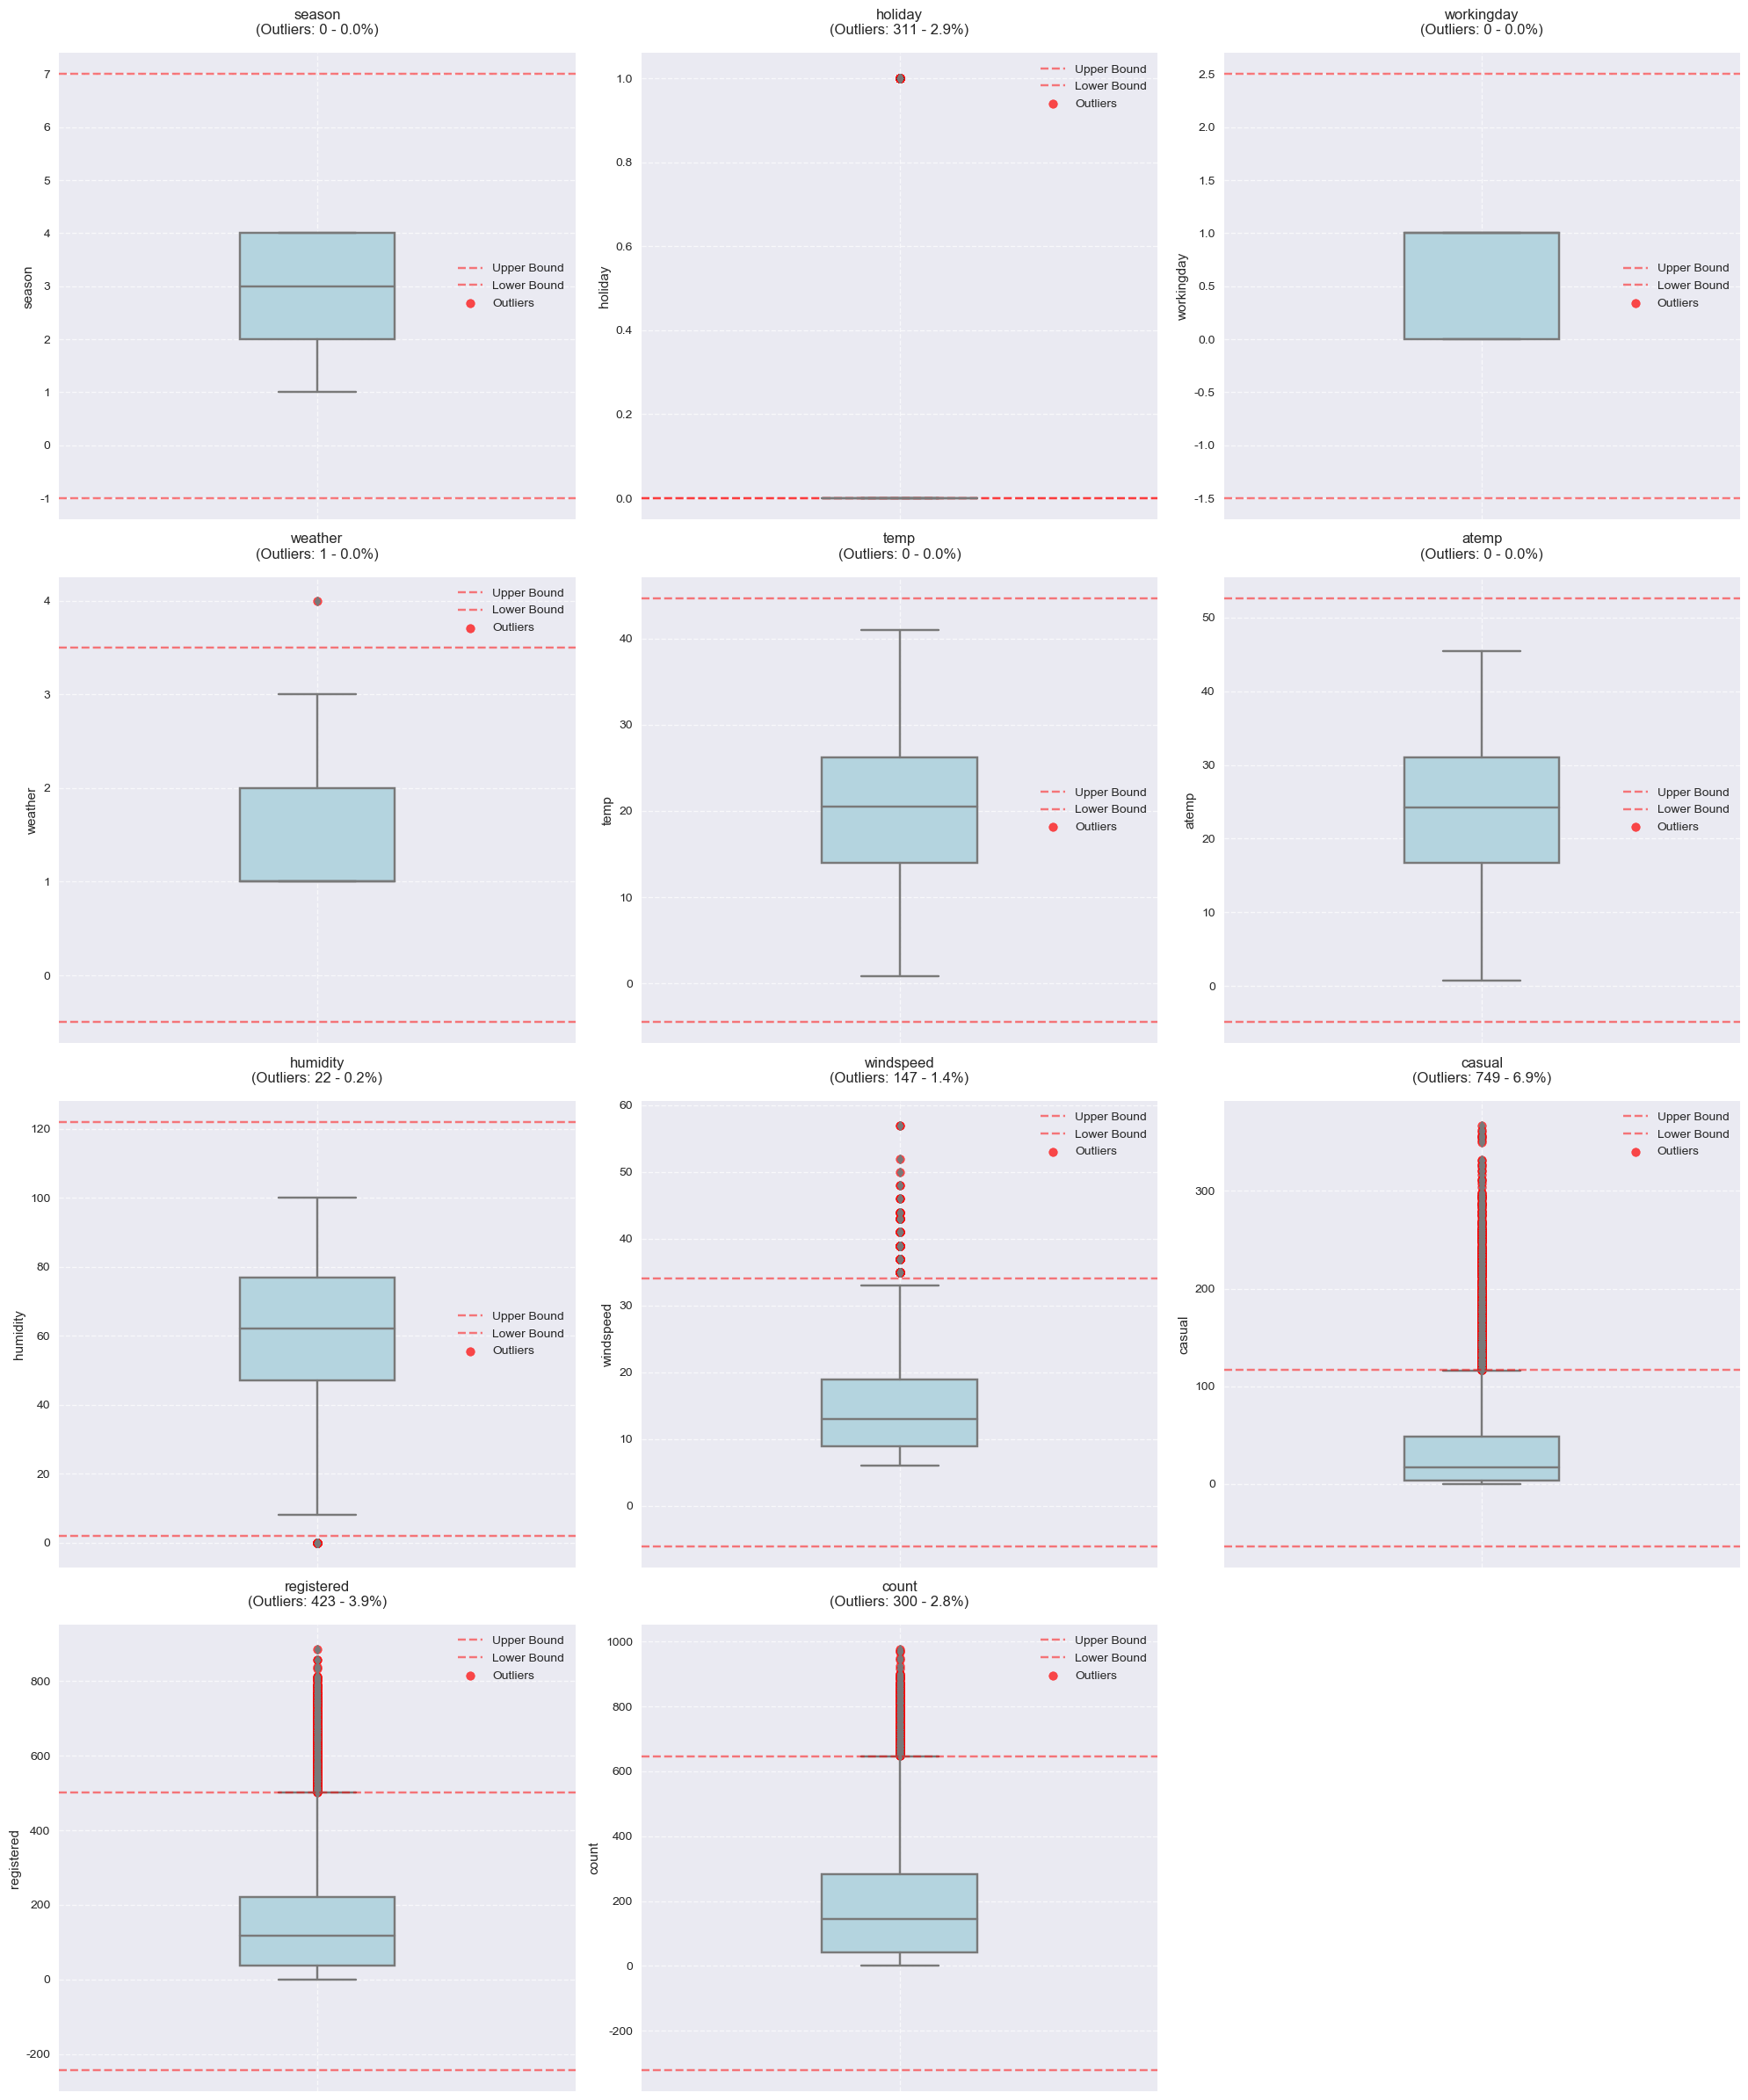 season
(Outliers: 0 - 0.0%)
7
6
5
4
3
2
1
0
-1
season
Upper Bound
Lower Bound
Outliers
holiday
(Outliers: 311 - 2.9%)
1.0
0.8
0.6
0.4
0.2
0.0
holiday
Upper Bound
Lower Bound
Outliers
workingday
(Outliers: 0 - 0.0%)
2.5
2.0
1.5
1.0
0.5
0.0
-0.5
-1.0
-1.5
workingday
Upper Bound
Lower Bound
Outliers
weather
(Outliers: 1 - 0.0%)
4
3
2
1
0
weather
Upper Bound
Lower Bound
Outliers
temp
(Outliers: 0 - 0.0%)
40
30
20
10
0
temp
Upper Bound
Lower Bound
Outliers
atemp
(Outliers: 0 - 0.0%)
50
40
30
20
10
0
atemp
Upper Bound
Lower Bound
Outliers
humidity
(Outliers: 22 - 0.2%)
120
100
80
60
40
20
0
humidity
Upper Bound
Lower Bound
Outliers
windspeed
(Outliers: 147 - 1.4%)
60
50
40
30
20
10
0
windspeed
Upper Bound
Lower Bound
Outliers
casual
(Outliers: 749 - 6.9%)
300
200
100
0
casual
Upper Bound
Lower Bound
Outliers
registered
(Outliers: 423 - 3.9%)
800
600
400
200
0
-200
registered
Upper Bound
Lower Bound
Outliers
count
(Outliers: 300 - 2.8%)
1000
800
600
400
200
0
-200
count
Upper Bound
Lower Bound
Outliers